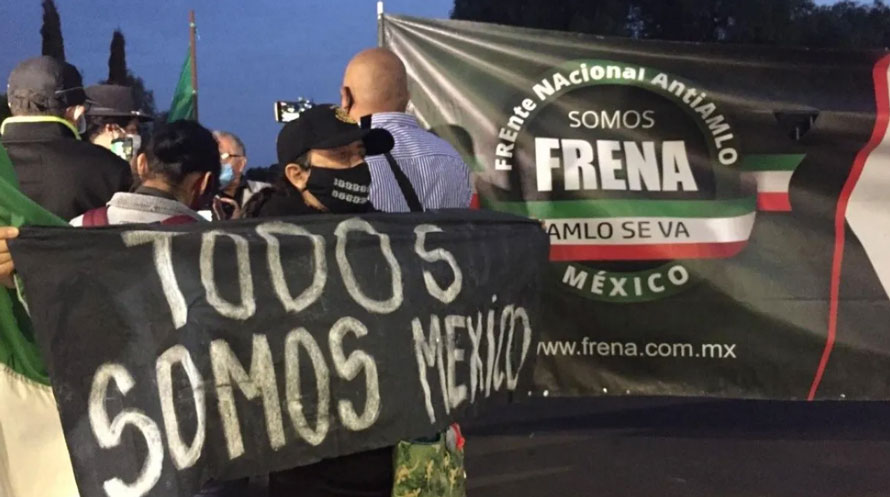 TODOS
SOMOS MEXICO
FREnte NAcional AntiAMLO
SOMOS
FRENA
AMLO SE VA
MÉXICO
www.frena.com.mx